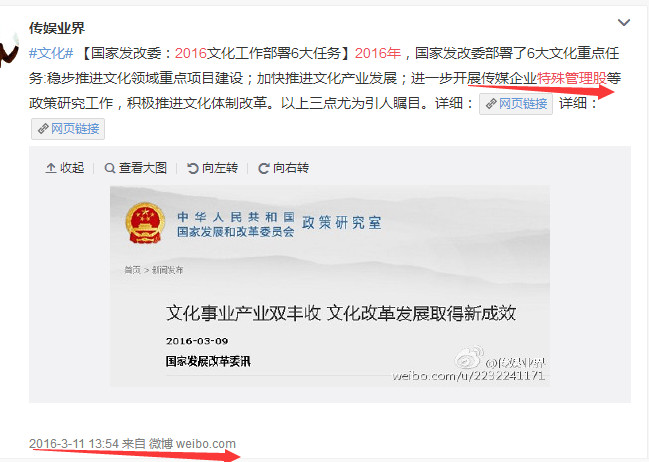 传娱业界
#文化# 【国家发改委：2016文化工作部署6大任务】2016年，国家发改委部署了6大文化重点任
务:稳步推进文化领域重点项目建设；加快推进文化产业发展；进一步开展传媒企业特殊管理股等
政策研究工作，积极推进文化体制改革。以上三点尤为引人瞩目。详细： 网页链接 详细：
网页链接
收起 查看大图 向左转 向右转
中华人民共和国
国家发展和改革委员会 政策研究室
首页 > 新闻发布
文化事业产业双丰收 文化改革发展取得新成效
2016-03-09
国家发展改革委讯
@传娱业界
weibo.com/u/2232241171
2016-3-11 13:54 来自 微博 weibo.com